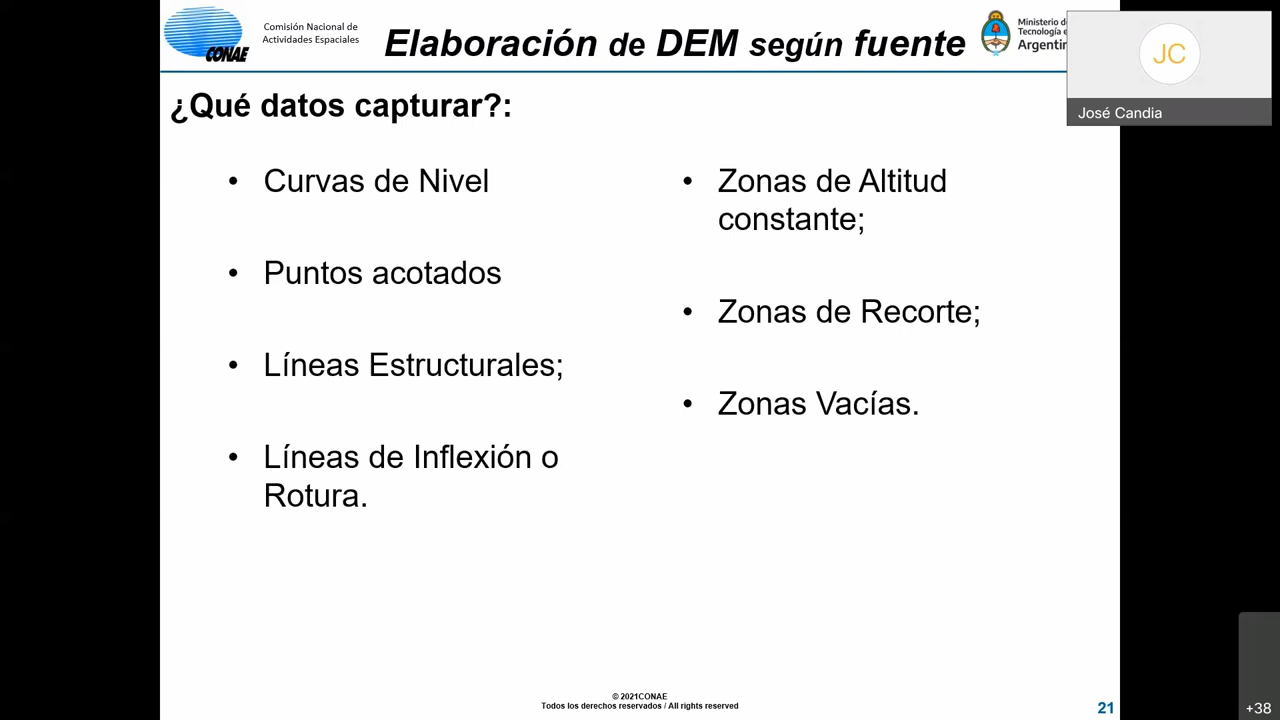 CONAE
Comisión Nacional de
Actividades Espaciales
Elaboración de DEM según fuente
Ministerio de
Tecnología e
Argentin
JC
José Candia
¿Qué datos capturar?:
• Curvas de Nivel
• Puntos acotados
• Líneas Estructurales;
• Líneas de Inflexión o
Rotura.
• Zonas de Altitud
constante;
• Zonas de Recorte;
• Zonas Vacías.
© 2021CONAE
Todos los derechos reservados / All rights reserved
21
+38